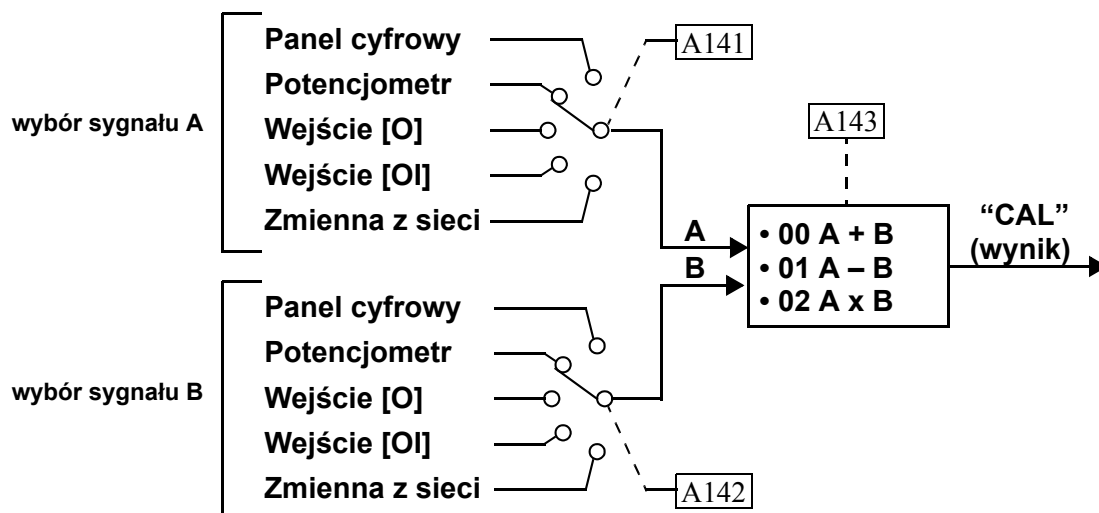 Panel cyfrowy
A141
Potencjometr
wybór sygnału A
Wejście [O]
A143
Wejście [OI]
Zmienna z sieci
A
• 00 A + B
“CAL”
(wynik)
B
• 01 A – B
• 02 A x B
Panel cyfrowy
Potencjometr
wybór sygnału B
Wejście [O]
Wejście [OI]
Zmienna z sieci
A142